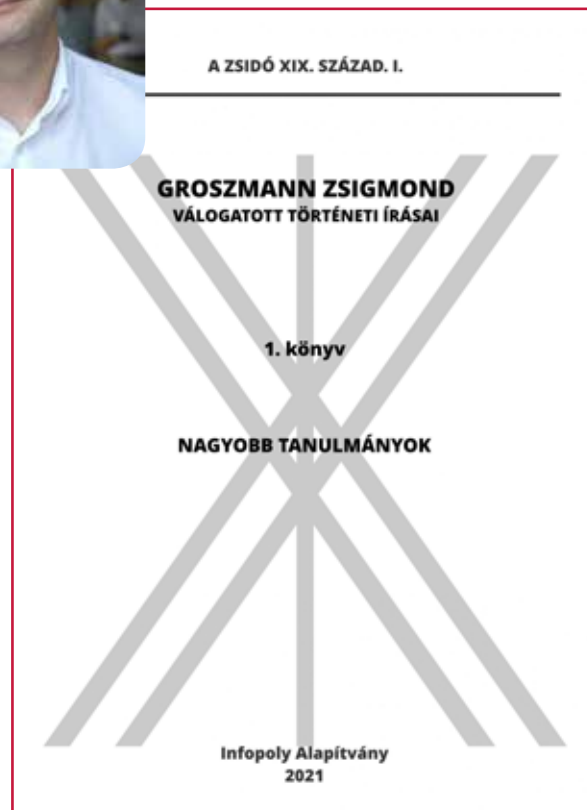 A ZSIDÓ XIX. SZÁZAD. I.
GROSZMANN ZSIGMOND
VÁLOGATOTT TÖRTÉNETI ÍRÁSAI
1. könyv
NAGYOBB TANULMÁNYOK
Infopoly Alapítvány
2021